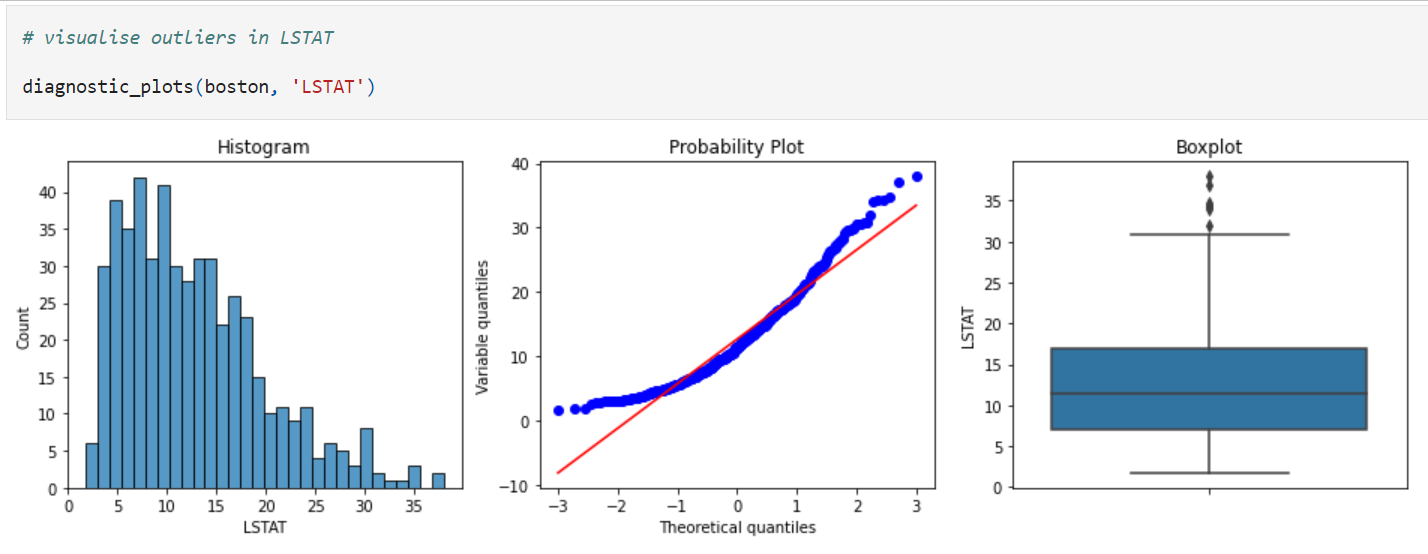 # visualise outliers in LSTAT
diagnostic_plots(boston, 'LSTAT')
Histogram
Count
40
35
30
25
20
15
10
5
0
0 5 10 15 20 25 30 35
LSTAT
Probability Plot
Variable quantiles
40
30
20
10
0
−10
−3 −2 −1 0 1 2 3
Theoretical quantiles
Boxplot
LSTAT
35
30
25
20
15
10
5
0